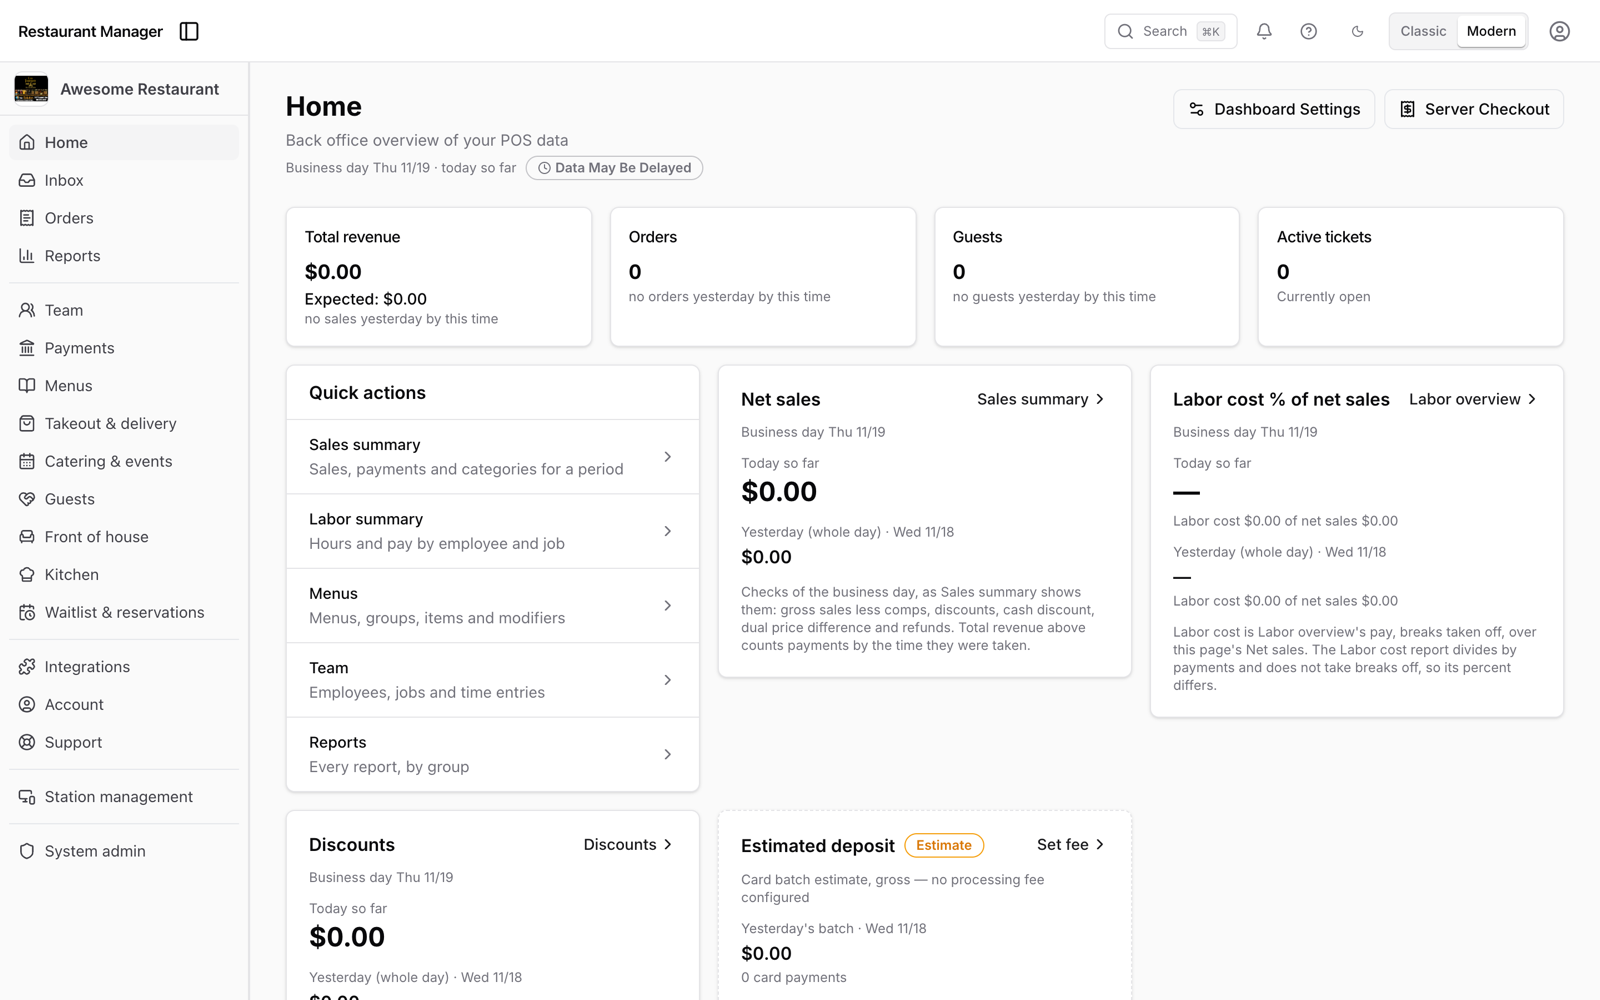 Restaurant Manager
Search ⌘K
Classic Modern
Awesome Restaurant
Home
Inbox
Orders
Reports
Team
Payments
Menus
Takeout & delivery
Catering & events
Guests
Front of house
Kitchen
Waitlist & reservations
Integrations
Account
Support
Station management
System admin
Home
Back office overview of your POS data
Business day Thu 11/19 · today so far Data May Be Delayed
Dashboard Settings
Server Checkout
Total revenue
$0.00
Expected: $0.00
no sales yesterday by this time
Orders
0
no orders yesterday by this time
Guests
0
no guests yesterday by this time
Active tickets
0
Currently open
Quick actions
Sales summary
Sales, payments and categories for a period
Labor summary
Hours and pay by employee and job
Menus
Menus, groups, items and modifiers
Team
Employees, jobs and time entries
Reports
Every report, by group
Net sales
Sales summary
Business day Thu 11/19
Today so far
$0.00
Yesterday (whole day) · Wed 11/18
$0.00
Checks of the business day, as Sales summary shows
them: gross sales less comps, discounts, cash discount,
dual price difference and refunds. Total revenue above
counts payments by the time they were taken.
Labor cost % of net sales
Labor overview
Business day Thu 11/19
Today so far
—
Labor cost $0.00 of net sales $0.00
Yesterday (whole day) · Wed 11/18
—
Labor cost $0.00 of net sales $0.00
Labor cost is Labor overview's pay, breaks taken off, over
this page's Net sales. The Labor cost report divides by
payments and does not take breaks off, so its percent
differs.
Discounts
Discounts
Business day Thu 11/19
Today so far
$0.00
Yesterday (whole day) · Wed 11/18
$0.00
Estimated deposit Estimate
Set fee
Card batch estimate, gross — no processing fee
configured
Yesterday's batch · Wed 11/18
$0.00
0 card payments